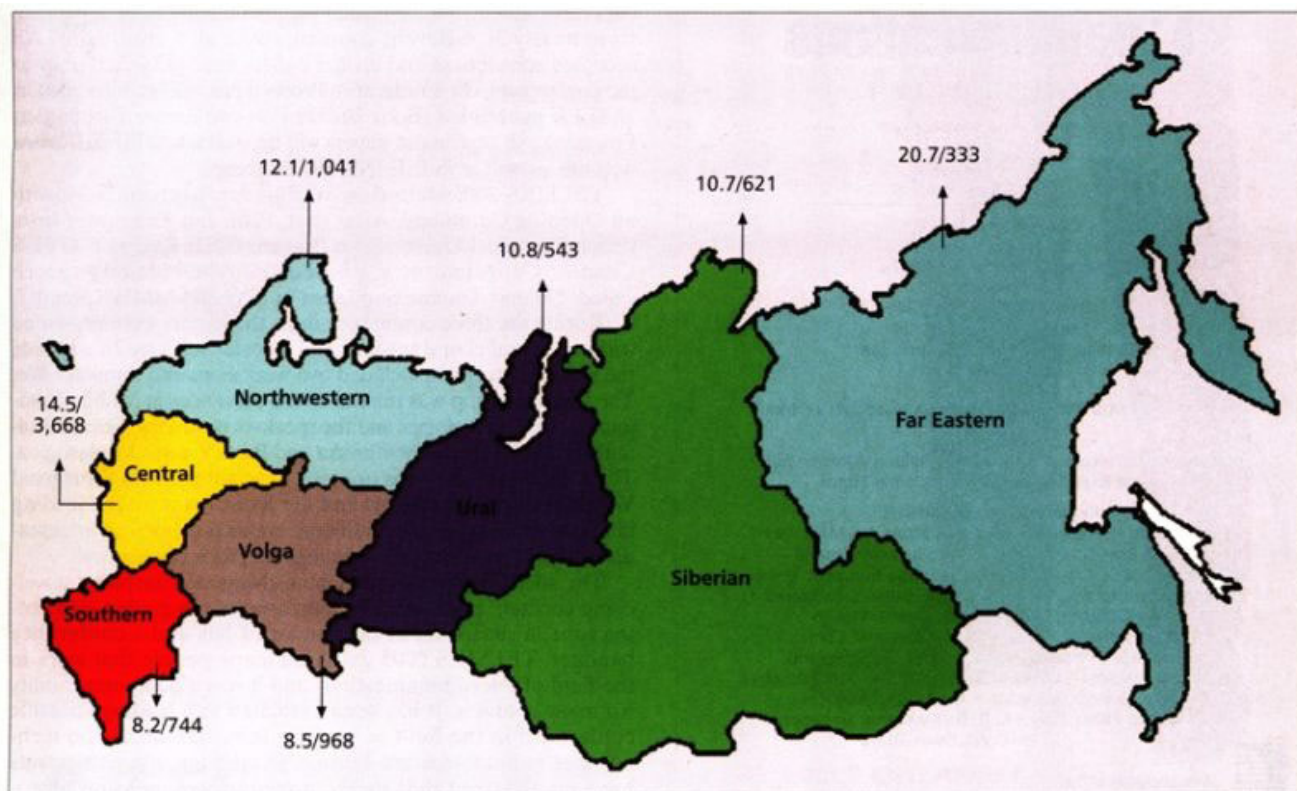 12.1/1,041
20.7/333
10.7/621
10.8/543
14.5/
3,668
Northwestern
Far Eastern
Central
Ural
Volga
Siberian
Southern
8.2/744
8.5/968